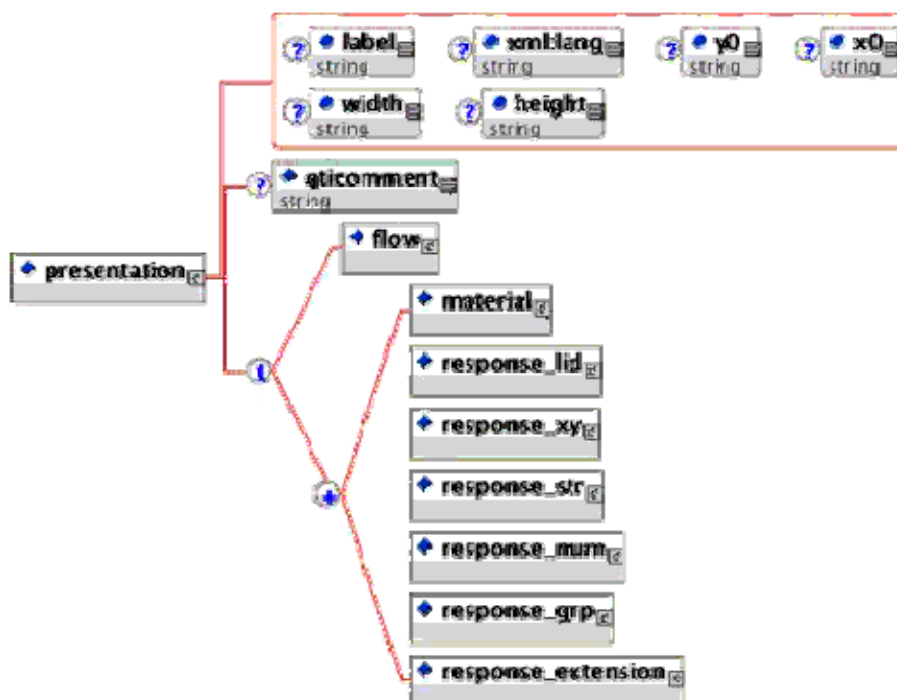 label xml:lang y0 x0
string string string string
width height
string string
qticomment
string
flow
presentation
material
response_lid
response_xy
response_str
response_num
response_grp
response_extension